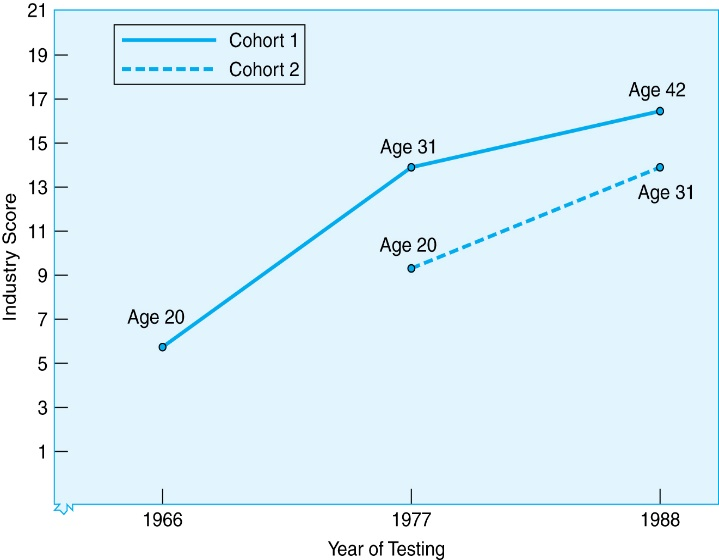 21
19
17
15
13
11
9
7
5
3
1
Industry Score
Cohort 1
Cohort 2
Age 42
Age 31
Age 31
Age 20
Age 20
1966
1977
1988
Year of Testing